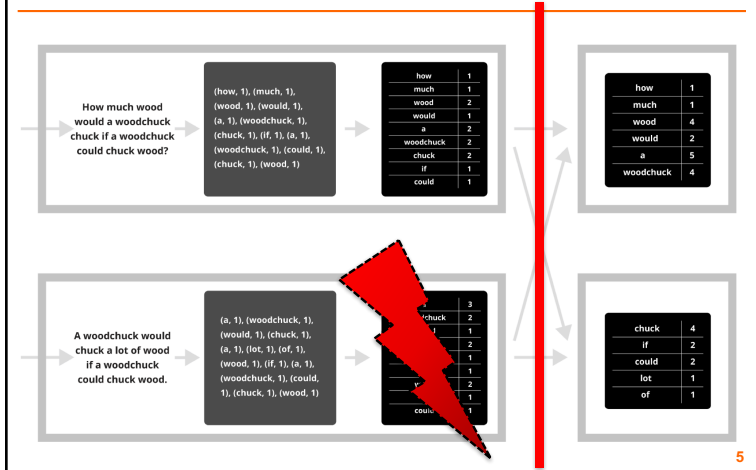 How much wood
would a woodchuck
chuck if a woodchuck
could chuck wood?
(how, 1), (much, 1),
(wood, 1), (would, 1),
(a, 1), (woodchuck, 1),
(chuck, 1), (if, 1), (a, 1),
(woodchuck, 1), (could, 1),
(chuck, 1), (wood, 1)
how 1
much 1
wood 2
would 1
a 2
woodchuck 2
chuck 2
if 1
could 1
how 1
much 1
wood 4
would 2
a 5
woodchuck 4
A woodchuck would
chuck a lot of wood
if a woodchuck
could chuck wood.
(a, 1), (woodchuck, 1),
(would, 1), (chuck, 1),
(a, 1), (lot, 1), (of, 1),
(wood, 1), (if, 1), (a, 1),
(woodchuck, 1), (could,
1), (chuck, 1), (wood, 1)
3
2
1
2
1
1
2
1
could 1
chuck 4
if 2
could 2
lot 1
of 1
5